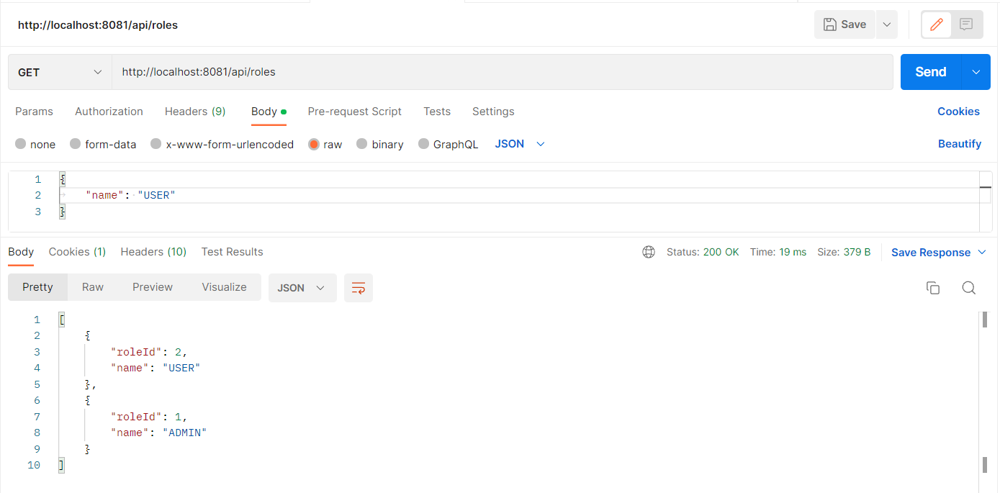 http://localhost:8081/api/roles Save
GET http://localhost:8081/api/roles Send
Params Authorization Headers (9) Body Pre-request Script Tests Settings Cookies
none form-data x-www-form-urlencoded raw binary GraphQL JSON Beautify
1 {
2 "name": "USER"
3 }
Body Cookies (1) Headers (10) Test Results Status: 200 OK Time: 19 ms Size: 379 B Save Response
Pretty Raw Preview Visualize JSON
1 [
2 {
3 "roleId": 2,
4 "name": "USER"
5 },
6 {
7 "roleId": 1,
8 "name": "ADMIN"
9 }
10 ]